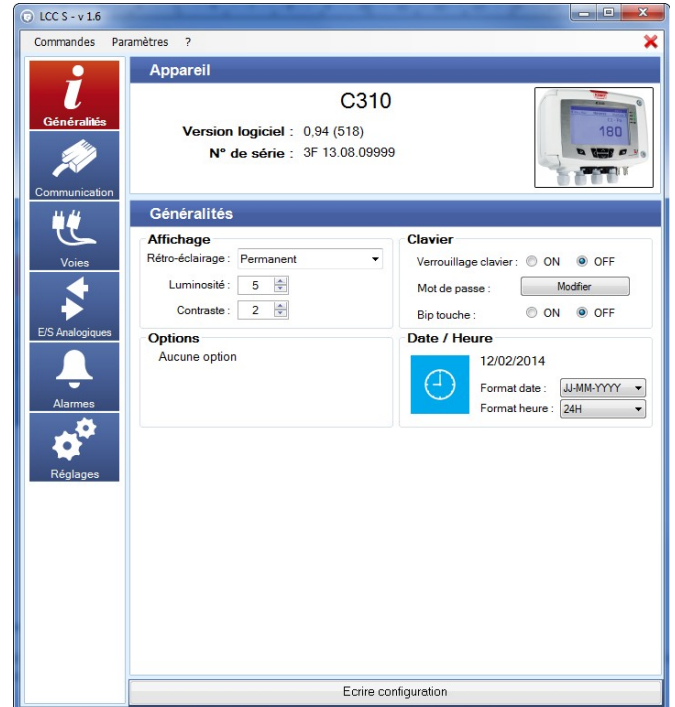 LCC S - v 1.6
Commandes Paramètres ?
Généralités
Communication
Voies
E/S Analogiques
Alarmes
Réglages
Appareil
C310
Version logiciel : 0,94 (518)
N° de série : 3F 13.08.09999
180
Généralités
Affichage
Rétro-éclairage : Permanent
Luminosité : 5
Contraste : 2
Clavier
Verrouillage clavier : ON OFF
Mot de passe : Modifier
Bip touche : ON OFF
Options
Aucune option
Date / Heure
12/02/2014
Format date : JJ-MM-YYYY
Format heure : 24H
Ecrire configuration